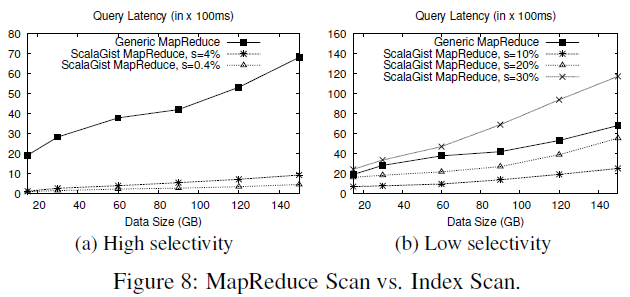 Query Latency (in x 100ms)
80
70
60
50
40
30
20
10
0
Generic MapReduce
ScalaGist MapReduce, s=4%
ScalaGist MapReduce, s=0.4%
20 40 60 80 100 120 140
Data Size (GB)
(a) High selectivity
Query Latency (in x 100ms)
160
140
120
100
80
60
40
20
0
Generic MapReduce
ScalaGist MapReduce, s=10%
ScalaGist MapReduce, s=20%
ScalaGist MapReduce, s=30%
20 40 60 80 100 120 140
Data Size (GB)
(b) Low selectivity
Figure 8: MapReduce Scan vs. Index Scan.